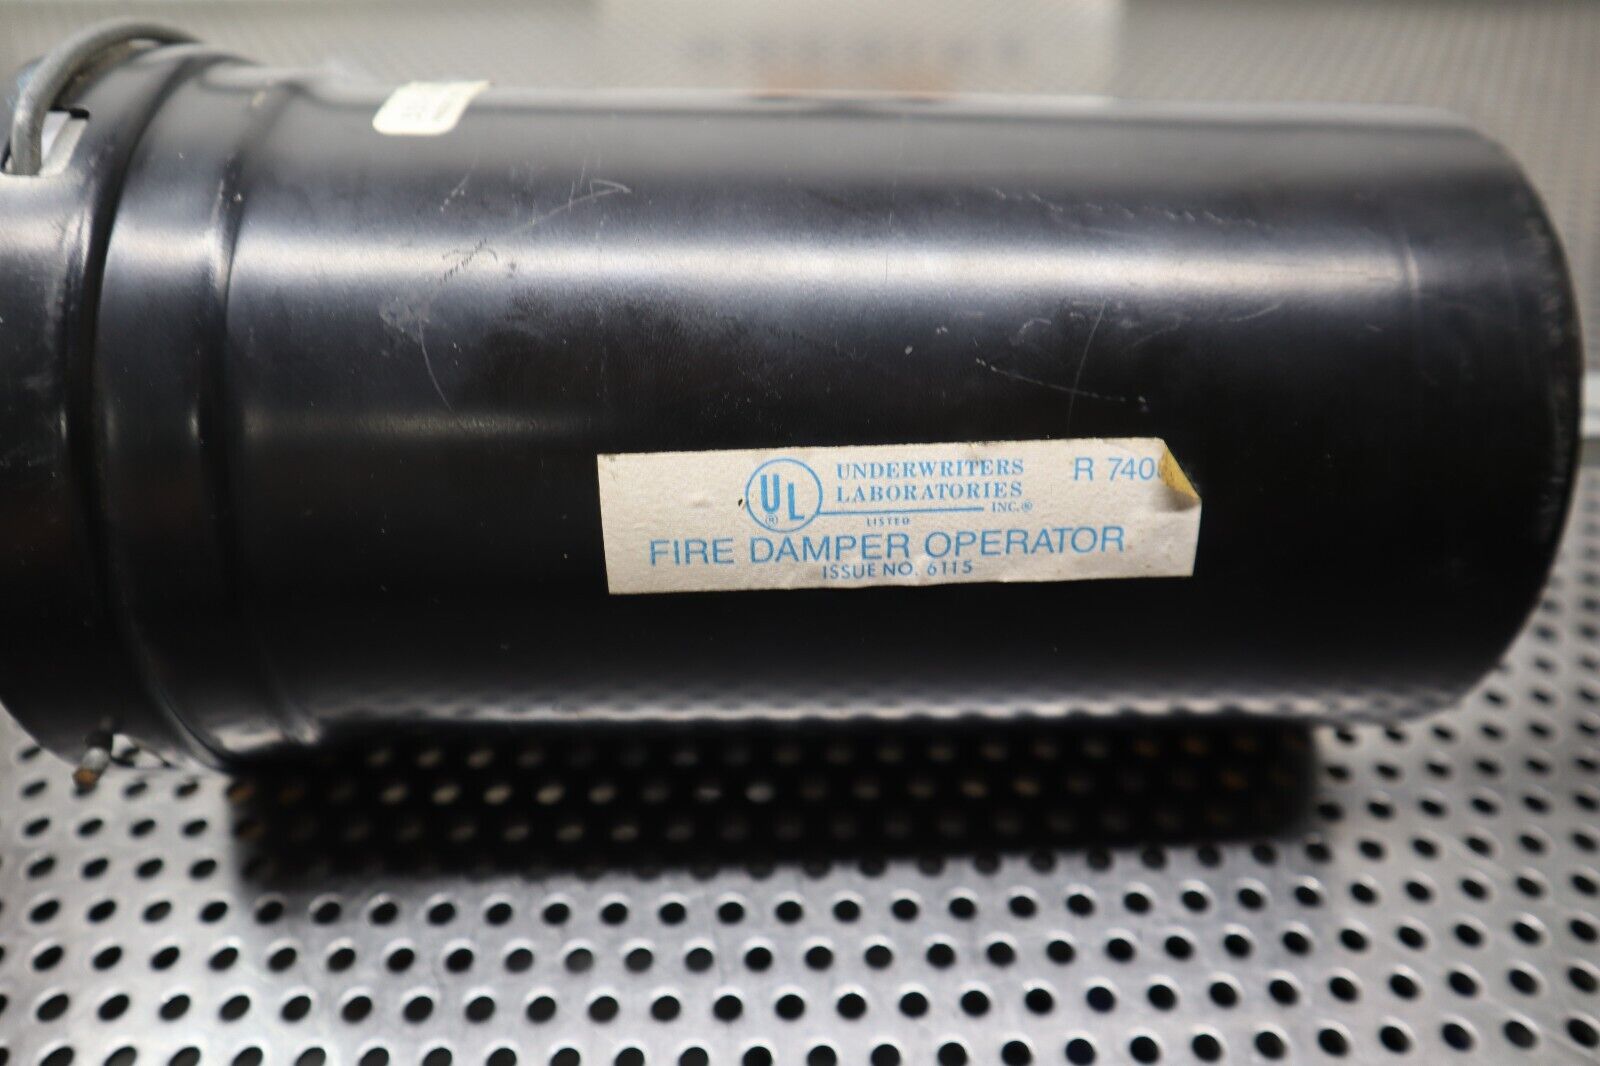 UL ®
UNDERWRITERS
LABORATORIES
INC.®
LISTED
R 740
FIRE DAMPER OPERATOR
ISSUE NO. 6115